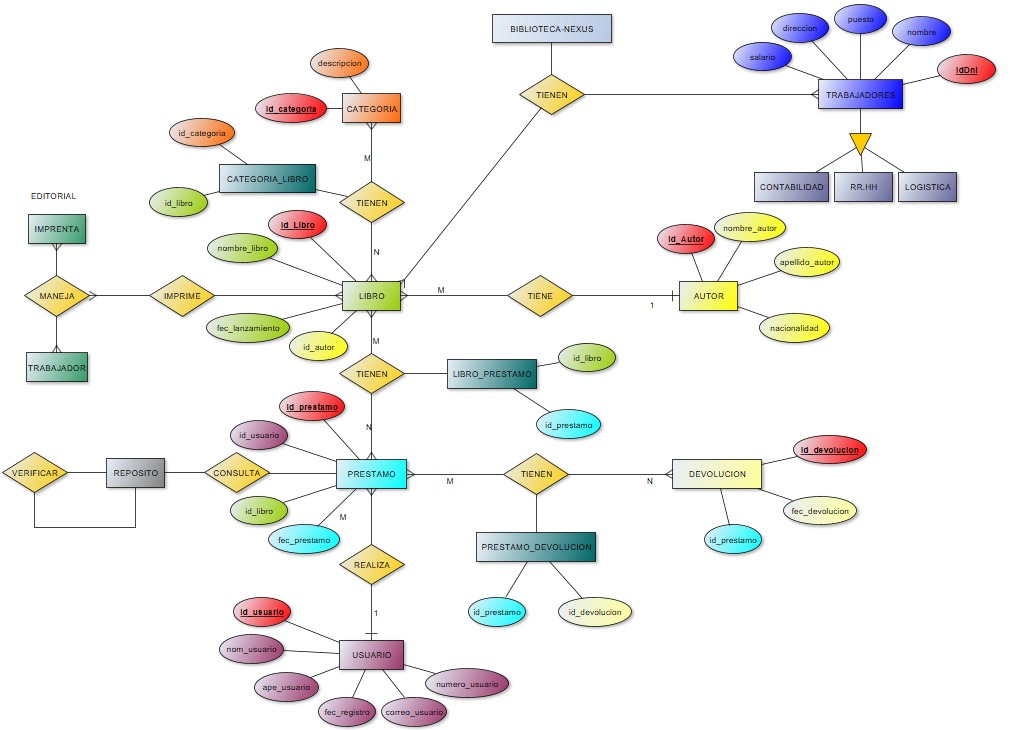 BIBLIOTECA-NEXUS
direccion
puesto
nombre
salario
idDni
TIENEN
TRABAJADORES
CONTABILIDAD
RR.HH
LOGISTICA
descripcion
id_categoria
CATEGORIA
M
id_categoria
CATEGORIA_LIBRO
id_libro
TIENEN
N
EDITORIAL
IMPRENTA
MANEJA
TRABAJADOR
IMPRIME
id_Libro
nombre_libro
LIBRO
fec_lanzamiento
id_autor
M
TIENE
1
id_Autor
nombre_autor
apellido_autor
AUTOR
nacionalidad
M
TIENEN
LIBRO_PRESTAMO
id_libro
id_prestamo
N
id_prestamo
id_usuario
VERIFICAR
REPOSITO
CONSULTA
PRESTAMO
id_libro
fec_prestamo
M
M
TIENEN
N
DEVOLUCION
id_devolucion
fec_devolucion
id_prestamo
PRESTAMO_DEVOLUCION
id_prestamo
id_devolucion
REALIZA
1
id_usuario
nom_usuario
USUARIO
ape_usuario
fec_registro
correo_usuario
numero_usuario